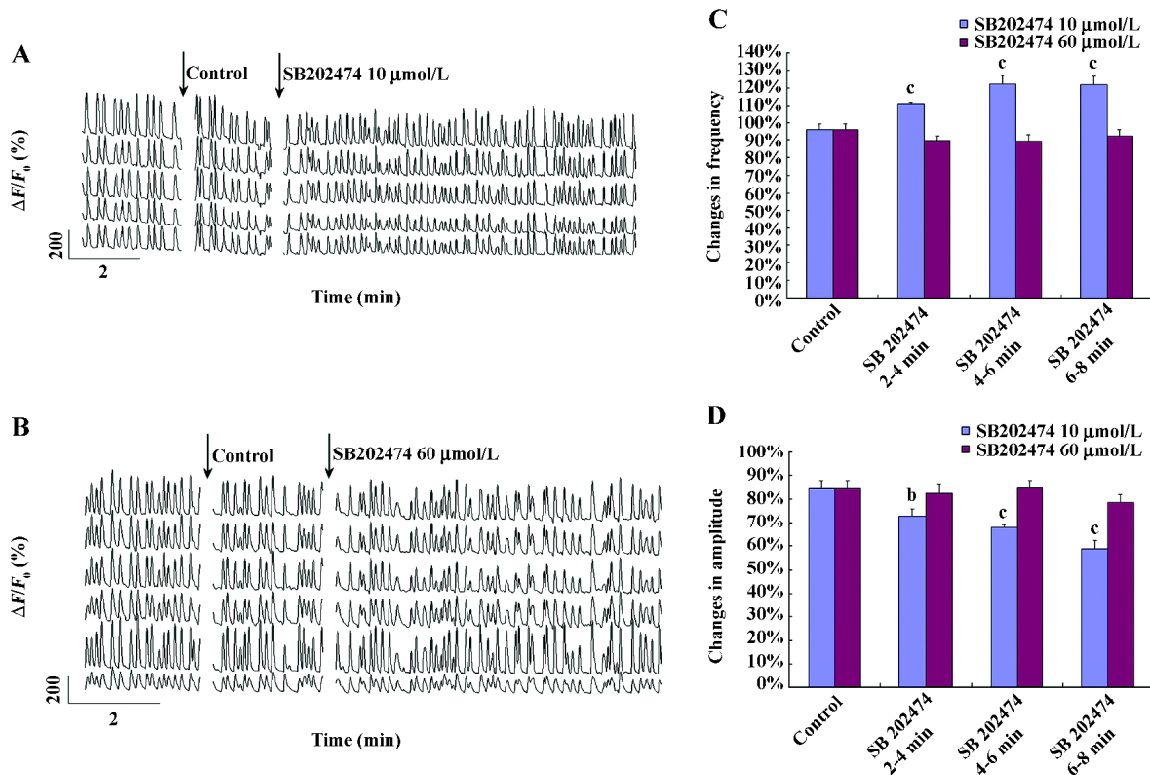 A
Control
SB202474 10 μmol/L
ΔF/F0 (%)
200
2
Time (min)
B
Control
SB202474 60 μmol/L
ΔF/F0 (%)
200
2
Time (min)
C
SB202474 10 μmol/L
SB202474 60 μmol/L
Changes in frequency
140%
130%
120%
110%
100%
90%
80%
70%
60%
50%
40%
30%
20%
10%
0%
c
c
c
Control
SB 202474
2-4 min
SB 202474
4-6 min
SB 202474
6-8 min
D
SB202474 10 μmol/L
SB202474 60 μmol/L
Changes in amplitude
100%
90%
80%
70%
60%
50%
40%
30%
20%
10%
0%
b
c
c
Control
SB 202474
2-4 min
SB 202474
4-6 min
SB 202474
6-8 min